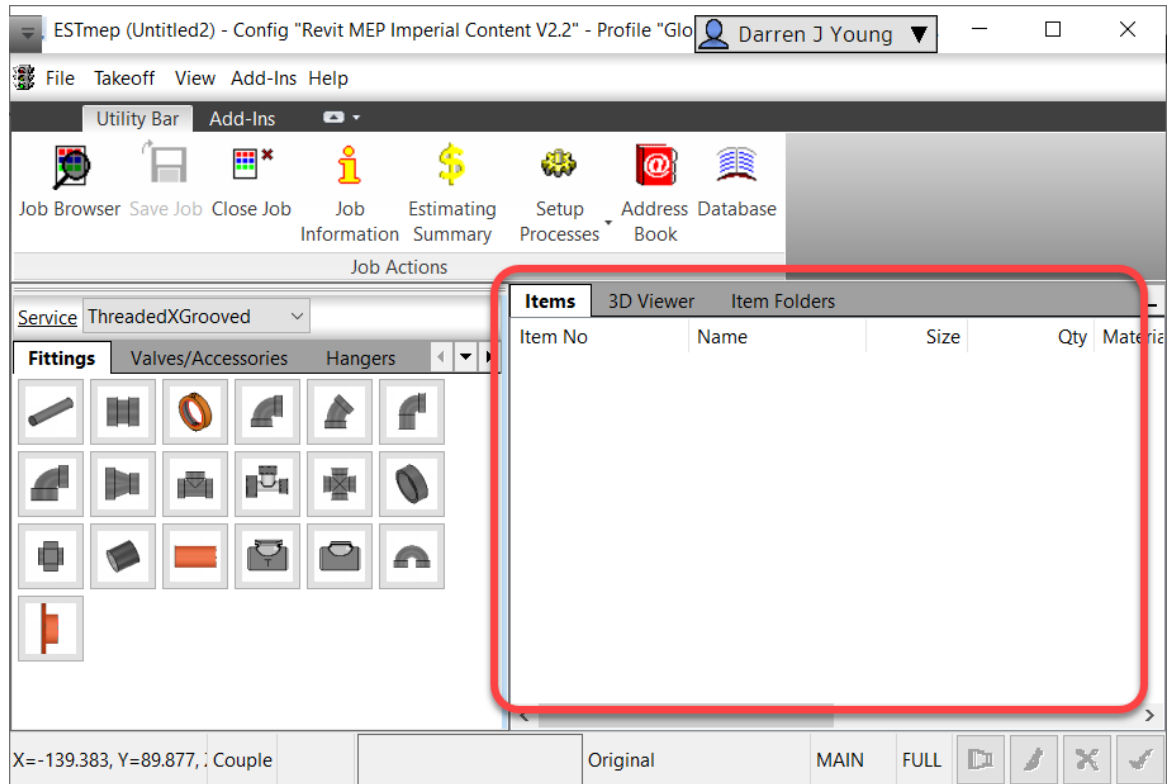 ESTmep (Untitled2) - Config "Revit MEP Imperial Content V2.2" - Profile "Glo
Darren J Young
File Takeoff View Add-Ins Help
Utility Bar Add-Ins
Job Browser Save Job Close Job Job Information Estimating Summary Setup Processes Address Book Database
Job Actions
Items 3D Viewer Item Folders
Service ThreadedXGrooved
Item No Name Size Qty Materia
Fittings Valves/Accessories Hangers
X=-139.383, Y=89.877, Couple Original MAIN FULL